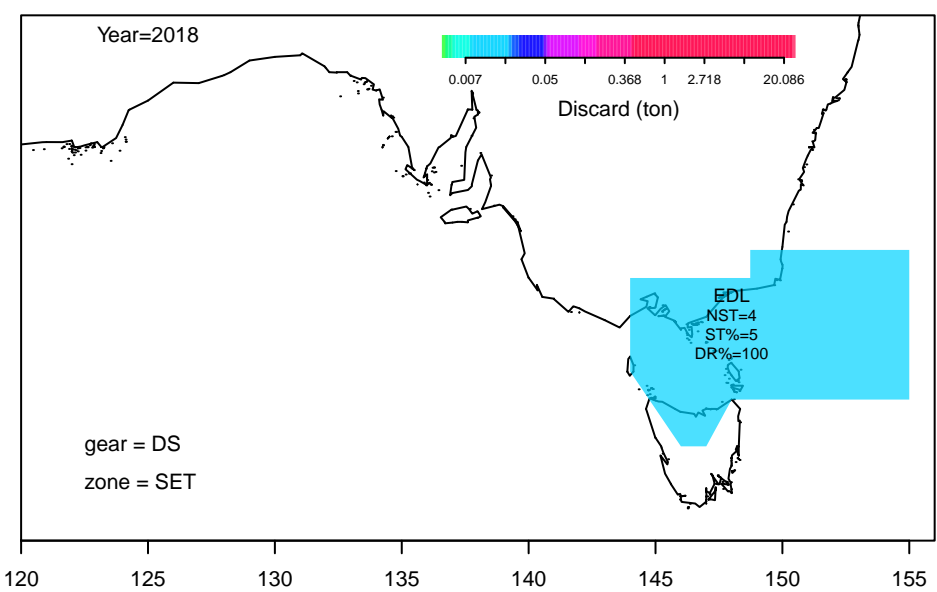 Year=2018
0.007 0.05 0.368 1 2.718 20.086
Discard (ton)
EDL
NST=4
ST%=5
DR%=100
gear = DS
zone = SET
120 125 130 135 140 145 150 155